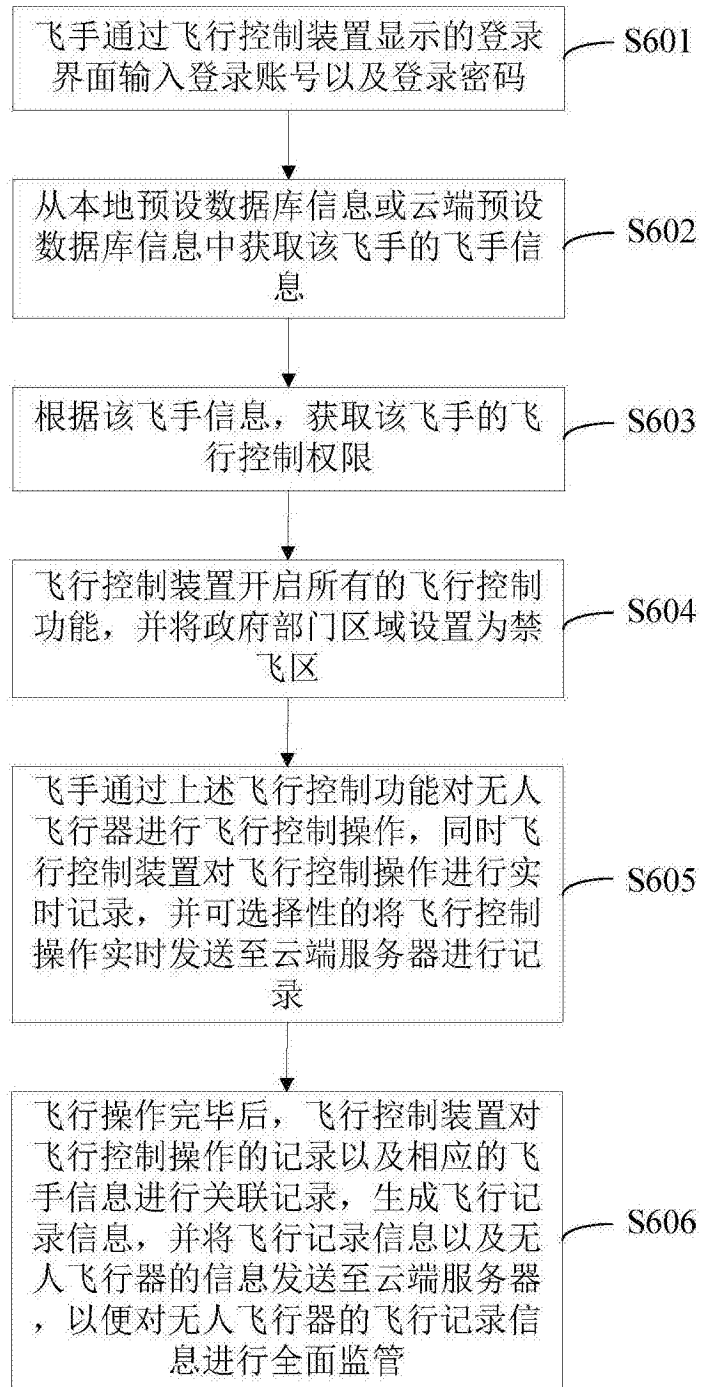 飞手通过飞行控制装置显示的登录
界面输入登录账号以及登录密码
S601
从本地预设数据库信息或云端预设
数据库信息中获取该飞手的飞手信
息
S602
根据该飞手信息，获取该飞手的飞
行控制权限
S603
飞行控制装置开启所有的飞行控制
功能，并将政府部门区域设置为禁
飞区
S604
飞手通过上述飞行控制功能对无人
飞行器进行飞行控制操作，同时飞
行控制装置对飞行控制操作进行实
时记录，并可选择性的将飞行控制
操作实时发送至云端服务器进行记
录
S605
飞行操作完毕后，飞行控制装置对
飞行控制操作的记录以及相应的飞
手信息进行关联记录，生成飞行记
录信息，并将飞行记录信息以及无
人飞行器的信息发送至云端服务器
，以便对无人飞行器的飞行记录信
息进行全面监管
S606